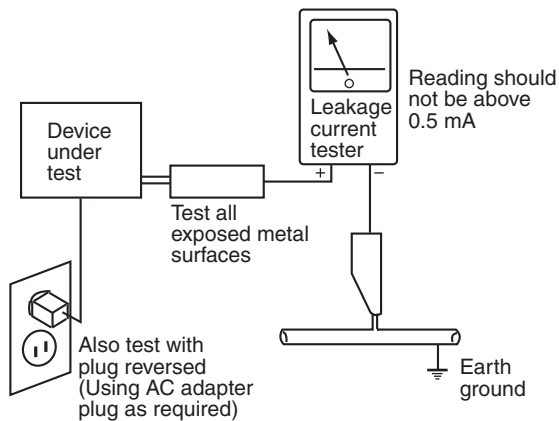 Device
under
test
Leakage
current
tester
+
−
Reading should
not be above
0.5 mA
Test all
exposed metal
surfaces
Also test with
plug reversed
(Using AC adapter
plug as required)
Earth
ground